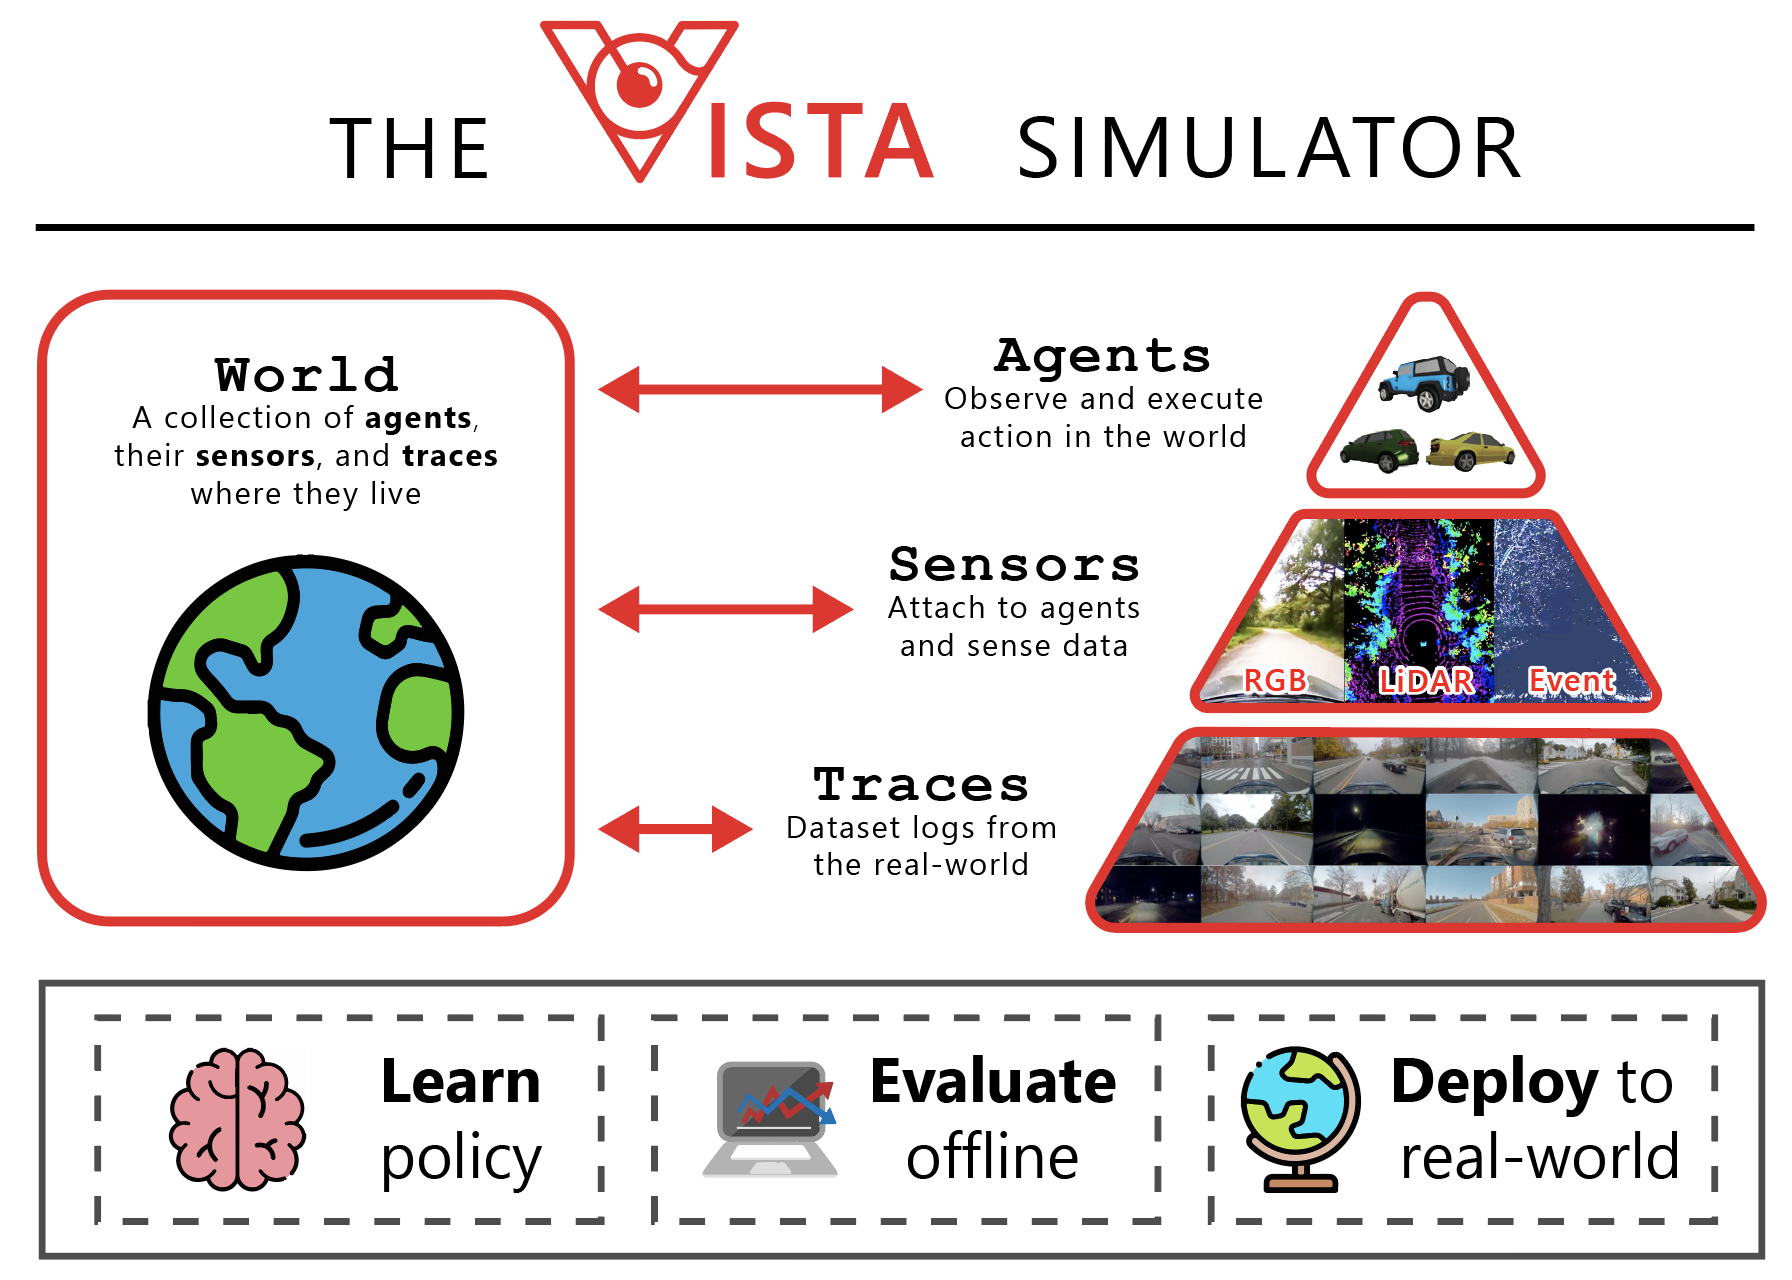 THE VISTA SIMULATOR
World
A collection of agents,
their sensors, and traces
where they live
Agents
Observe and execute
action in the world
Sensors
Attach to agents
and sense data
RGB LiDAR Event
Traces
Dataset logs from
the real-world
Learn
policy
Evaluate
offline
Deploy to
real-world